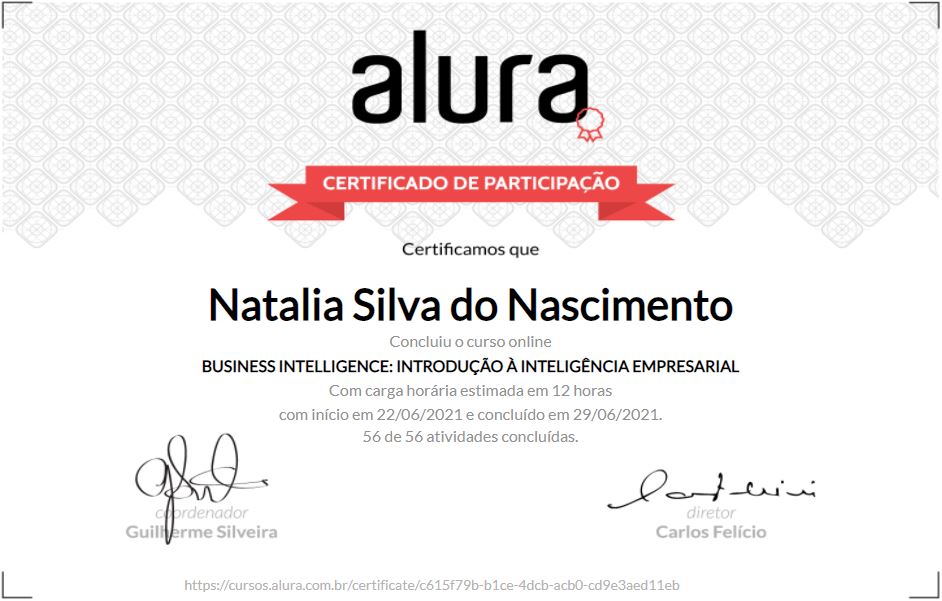 alura
CERTIFICADO DE PARTICIPAÇÃO
Certificamos que
Natalia Silva do Nascimento
Concluiu o curso online
BUSINESS INTELLIGENCE: INTRODUÇÃO À INTELIGÊNCIA EMPRESARIAL
Com carga horária estimada em 12 horas
com início em 22/06/2021 e concluído em 29/06/2021.
56 de 56 atividades concluídas.
coordenador
Guilherme Silveira
diretor
Carlos Felício
https://cursos.alura.com.br/certificate/c615f79b-b1ce-4dcb-acb0-cd9e3aed11eb